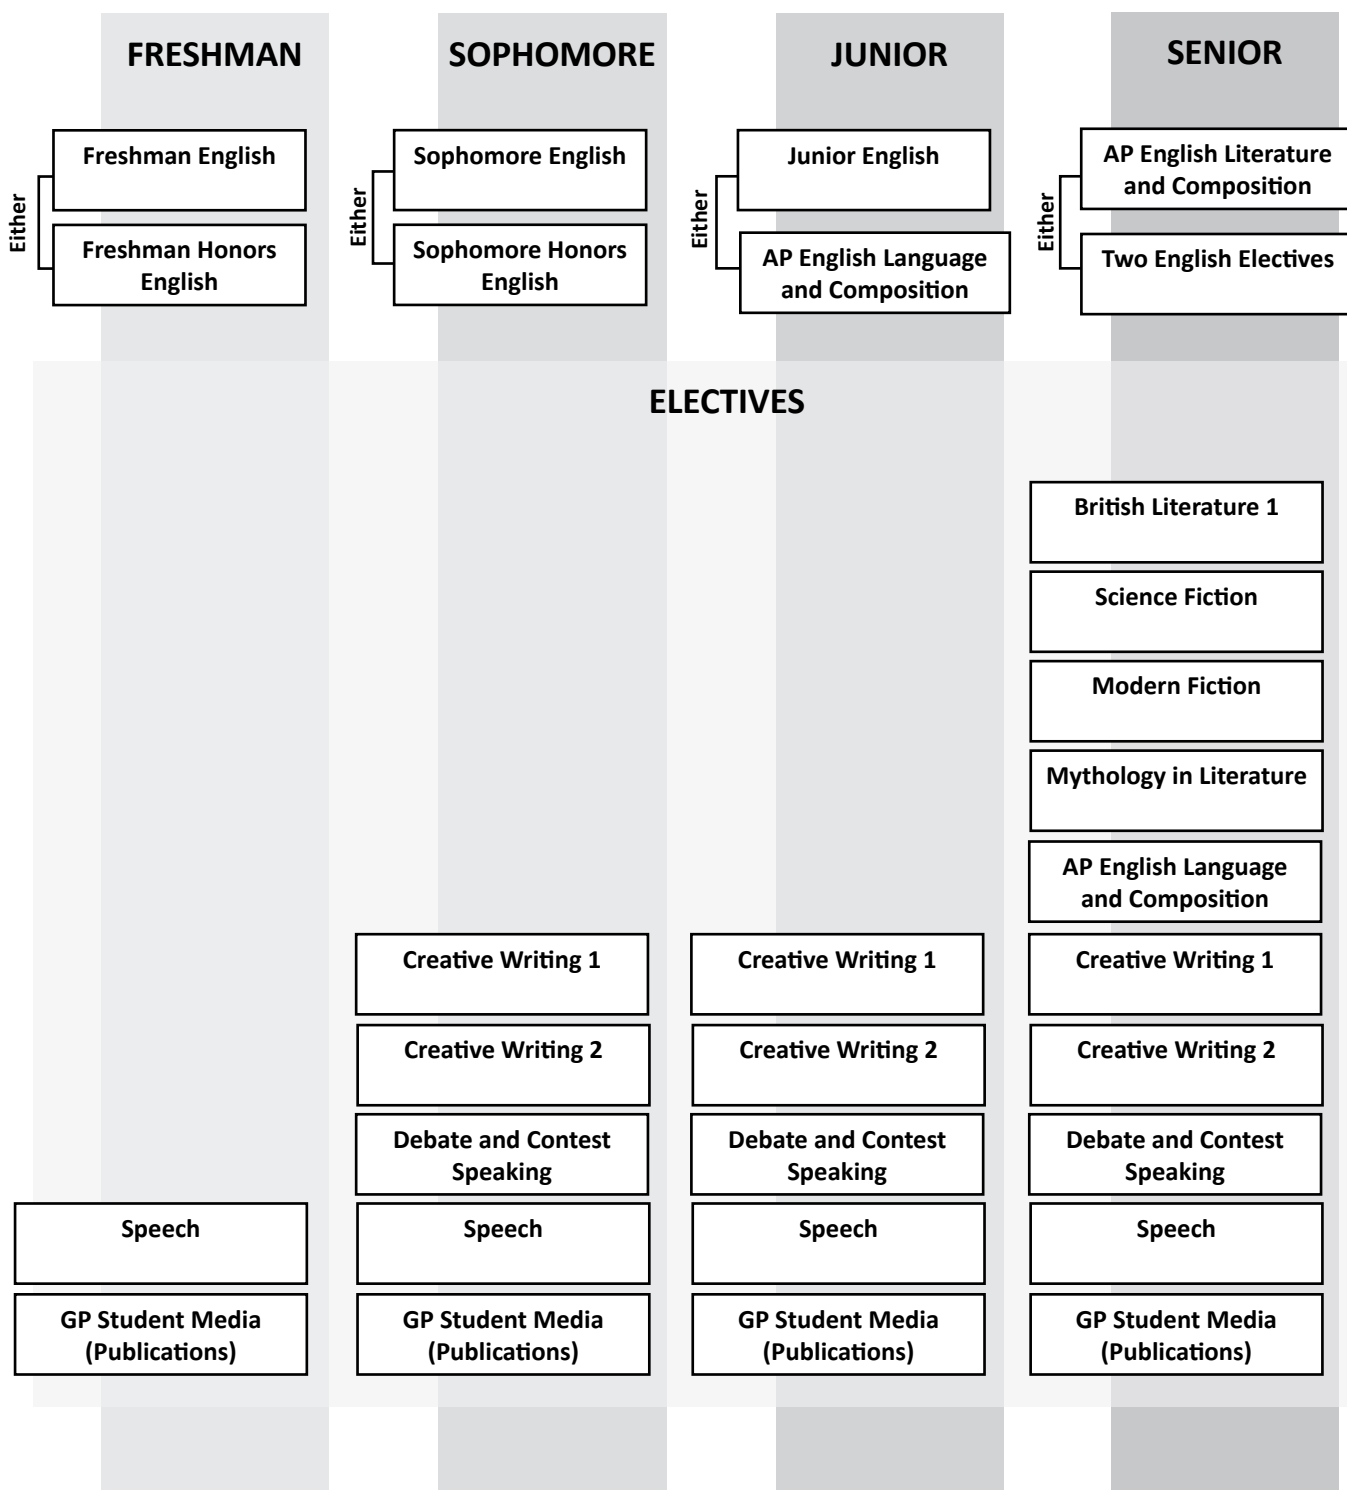 FRESHMAN
SOPHOMORE
JUNIOR
SENIOR
Either
Freshman English
Freshman Honors
English
Either
Sophomore English
Sophomore Honors
English
Either
Junior English
AP English Language
and Composition
Either
AP English Literature
and Composition
Two English Electives
ELECTIVES
British Literature 1
Science Fiction
Modern Fiction
Mythology in Literature
AP English Language
and Composition
Creative Writing 1
Creative Writing 1
Creative Writing 1
Creative Writing 2
Creative Writing 2
Creative Writing 2
Debate and Contest
Speaking
Debate and Contest
Speaking
Debate and Contest
Speaking
Speech
Speech
Speech
Speech
GP Student Media
(Publications)
GP Student Media
(Publications)
GP Student Media
(Publications)
GP Student Media
(Publications)